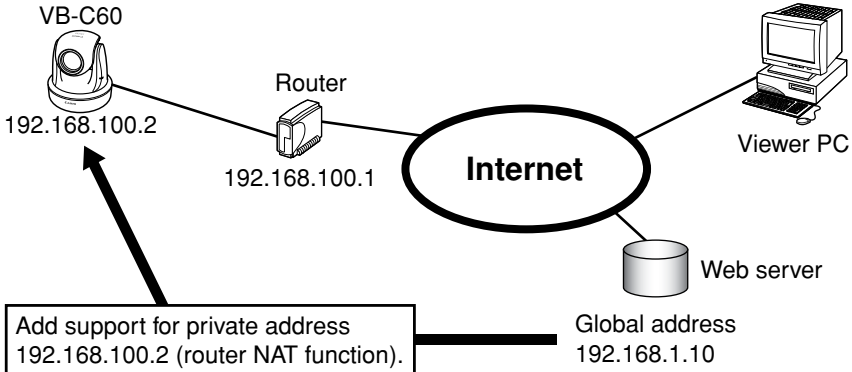 VB-C60
192.168.100.2
Router
192.168.100.1
Internet
Viewer PC
Web server
Global address
192.168.1.10
Add support for private address
192.168.100.2 (router NAT function).